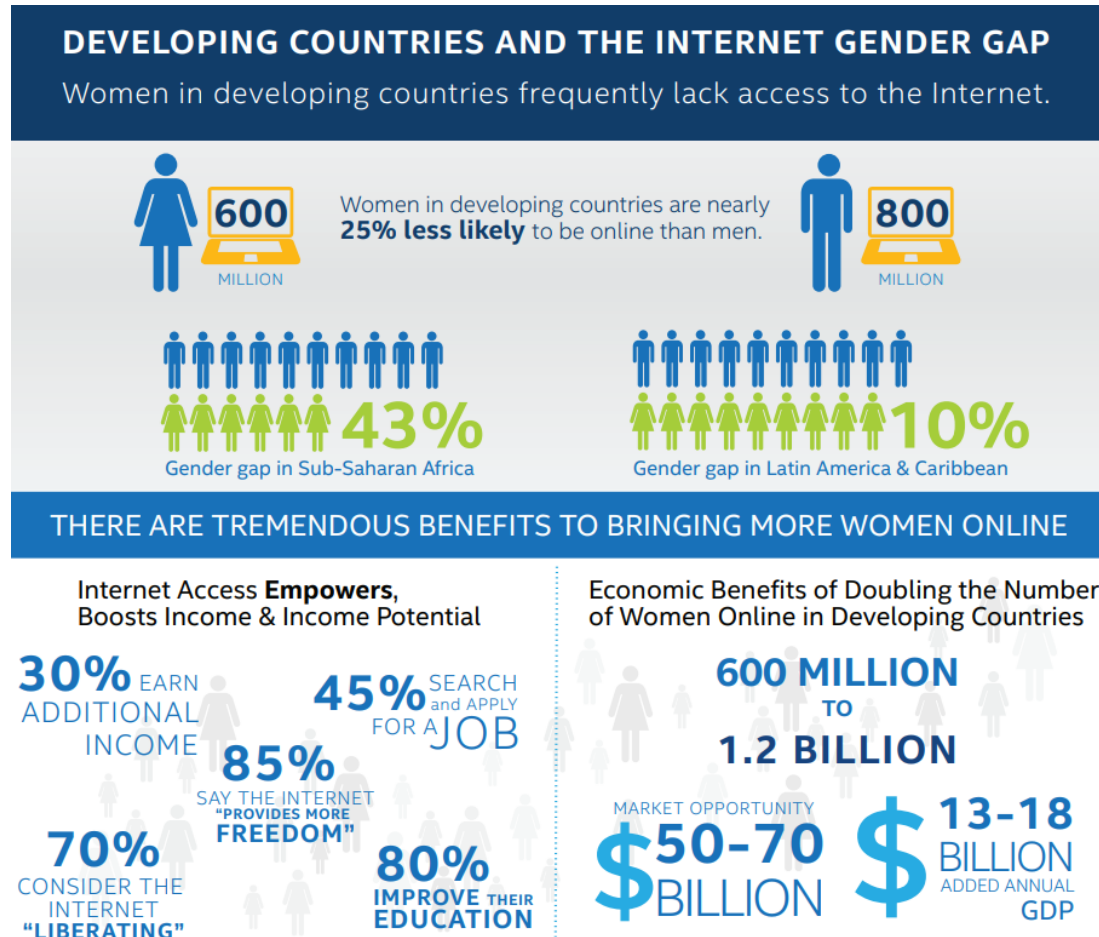 DEVELOPING COUNTRIES AND THE INTERNET GENDER GAP
Women in developing countries frequently lack access to the Internet.
600
MILLION
Women in developing countries are nearly
25% less likely to be online than men.
800
MILLION
43%
Gender gap in Sub-Saharan Africa
10%
Gender gap in Latin America & Caribbean
THERE ARE TREMENDOUS BENEFITS TO BRINGING MORE WOMEN ONLINE
Internet Access Empowers,
Boosts Income & Income Potential
30% EARN
ADDITIONAL
INCOME
45% SEARCH
and APPLY
FOR A JOB
85%
SAY THE INTERNET
"PROVIDES MORE
FREEDOM"
70%
CONSIDER THE
INTERNET
"LIBERATING"
80%
IMPROVE THEIR
EDUCATION
Economic Benefits of Doubling the Number
of Women Online in Developing Countries
600 MILLION
TO
1.2 BILLION
MARKET OPPORTUNITY
$50-70
BILLION
$13-18
BILLION
ADDED ANNUAL
GDP